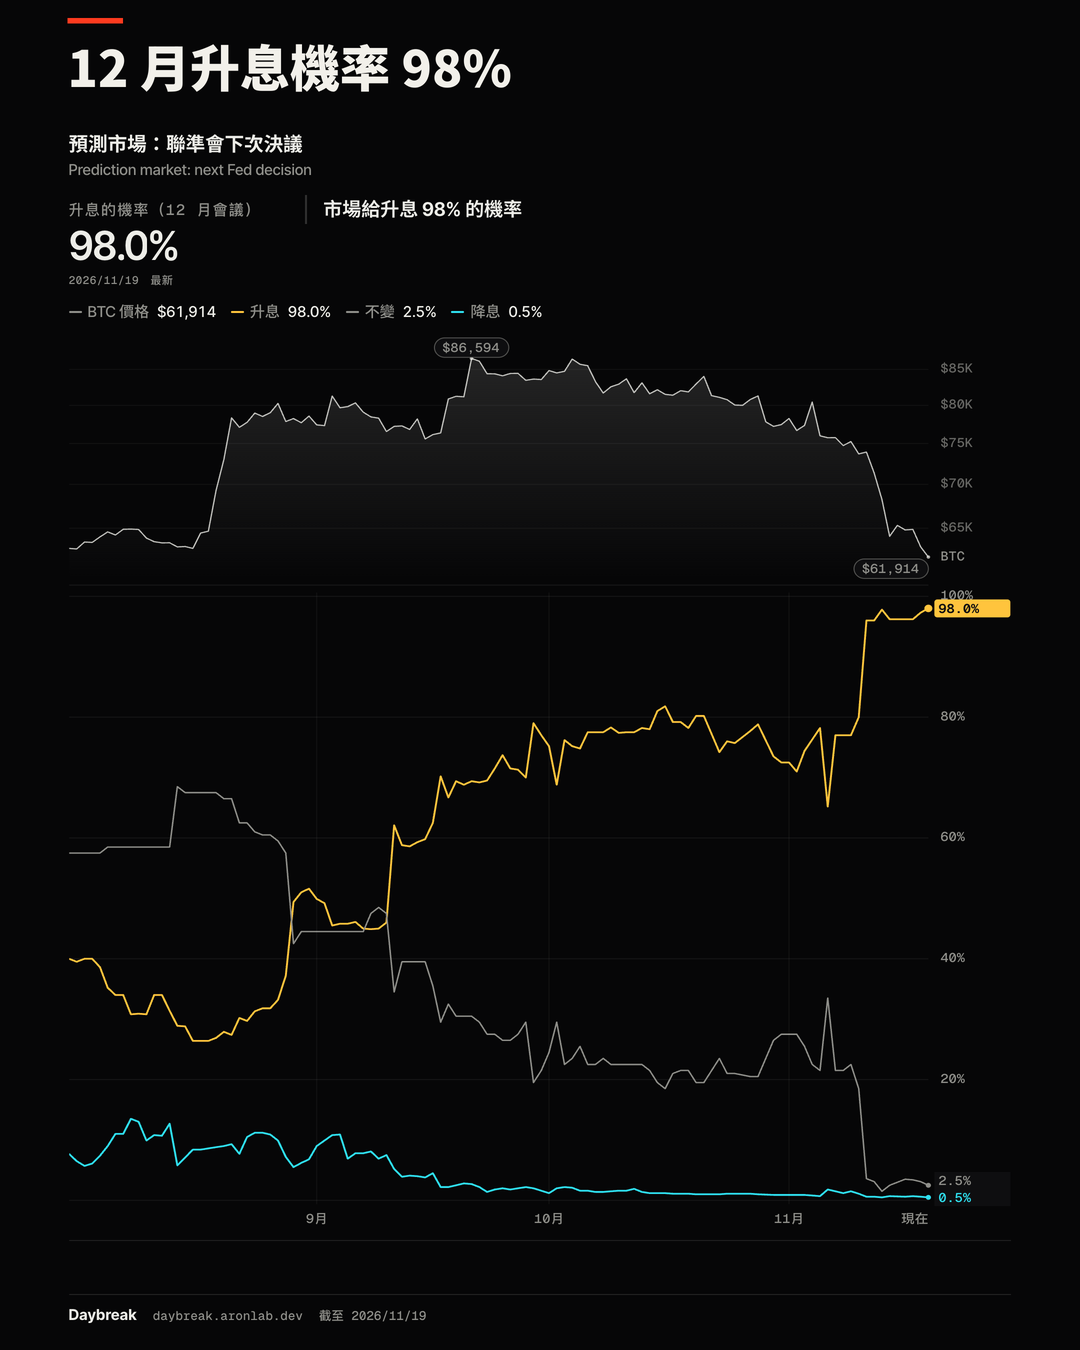 12 月升息機率 98%
預測市場：聯準會下次決議
Prediction market: next Fed decision
升息的機率 (12 月會議)
市場給升息 98% 的機率
98.0%
2026/11/19 最新
BTC 價格 $61,914 升息 98.0% 不變 2.5% 降息 0.5%
$86,594
$85K
$80K
$75K
$70K
$65K
BTC
$61,914
100%
98.0%
80%
60%
40%
20%
2.5%
0.5%
9月 10月 11月 現在
Daybreak daybreak.aronlab.dev 截至 2026/11/19